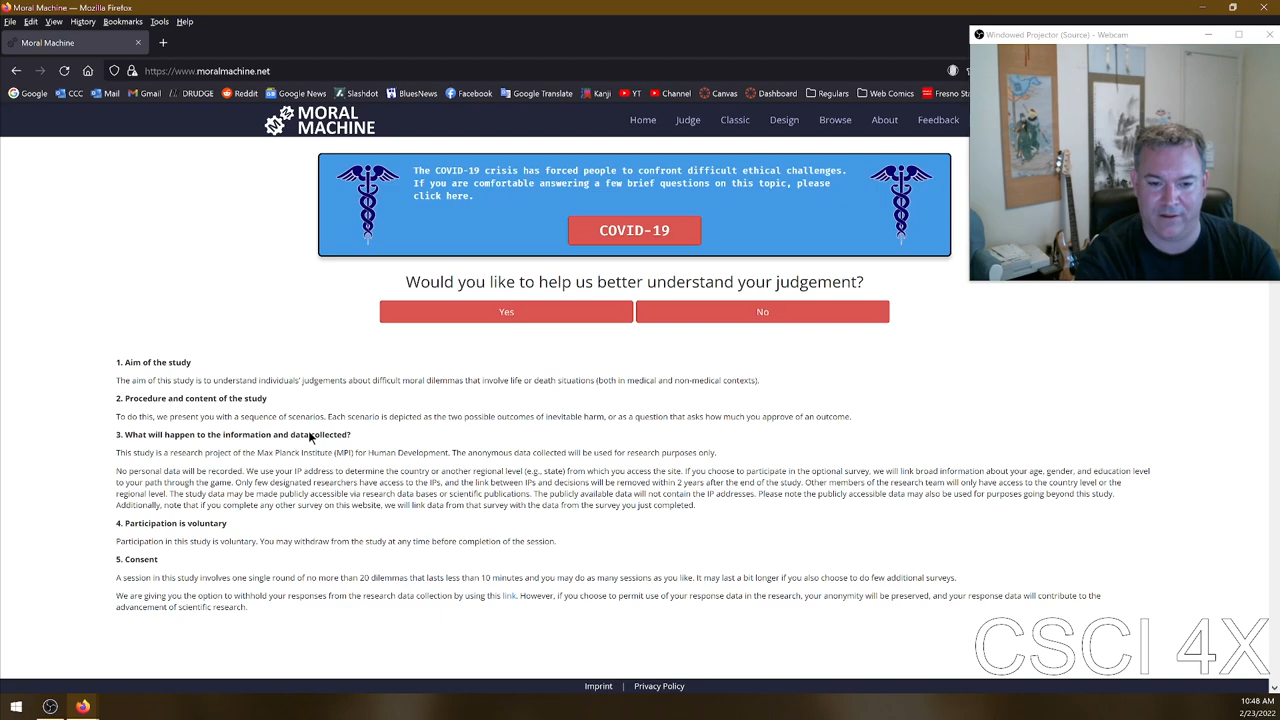 Moral Machine — Mozilla Firefox
File Edit View History Bookmarks Tools Help
Moral Machine
https://www.moralmachine.net
Google CCC Mail Gmail DRUDGE Reddit Google News Slashdot BluesNews Facebook Google Translate Kanji YT Channel Canvas Dashboard Regulars Web Comics Fresno Sta
Windowed Projector (Source) - Webcam
MORAL
MACHINE
Home Judge Classic Design Browse About Feedback
The COVID-19 crisis has forced people to confront difficult ethical challenges.
If you are comfortable answering a few brief questions on this topic, please
click here.
COVID-19
Would you like to help us better understand your judgement?
Yes No
1. Aim of the study
The aim of this study is to understand individuals' judgements about difficult moral dilemmas that involve life or death situations (both in medical and non-medical contexts).
2. Procedure and content of the study
To do this, we present you with a sequence of scenarios. Each scenario is depicted as the two possible outcomes of inevitable harm, or as a question that asks how much you approve of an outcome.
3. What will happen to the information and data collected?
This study is a research project of the Max Planck Institute (MPI) for Human Development. The anonymous data collected will be used for research purposes only.
No personal data will be recorded. We use your IP address to determine the country or another regional level (e.g., state) from which you access the site. If you choose to participate in the optional survey, we will link broad information about your age, gender, and education level
to your path through the game. Only few designated researchers have access to the IPs, and the link between IPs and decisions will be removed within 2 years after the end of the study. Other members of the research team will only have access to the country level or the
regional level. The study data may be made publicly accessible via research data bases or scientific publications. The publicly available data will not contain the IP addresses. Please note the publicly accessible data may also be used for purposes going beyond this study.
Additionally, note that if you complete any other survey on this website, we will link data from that survey with the data from the survey you just completed.
4. Participation is voluntary
Participation in this study is voluntary. You may withdraw from the study at any time before completion of the session.
5. Consent
A session in this study involves one single round of no more than 20 dilemmas that lasts less than 10 minutes and you may do as many sessions as you like. It may last a bit longer if you also choose to do few additional surveys.
We are giving you the option to withhold your responses from the research data collection by using this link. However, if you choose to permit use of your response data in the research, your anonymity will be preserved, and your response data will contribute to the
advancement of scientific research.
CSCI 4X
Imprint | Privacy Policy
10:48 AM
2/23/2022